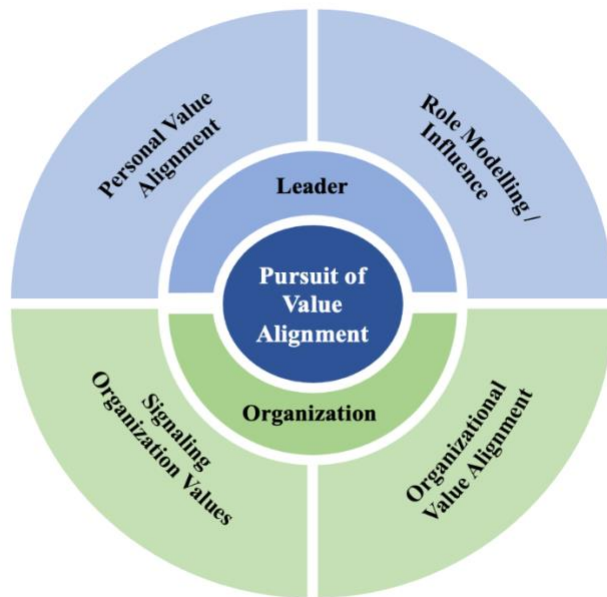 Personal Value
Alignment
Role Modelling /
Influence
Leader
Pursuit of
Value
Alignment
Organization
Signaling
Organization Values
Organizational
Value Alignment